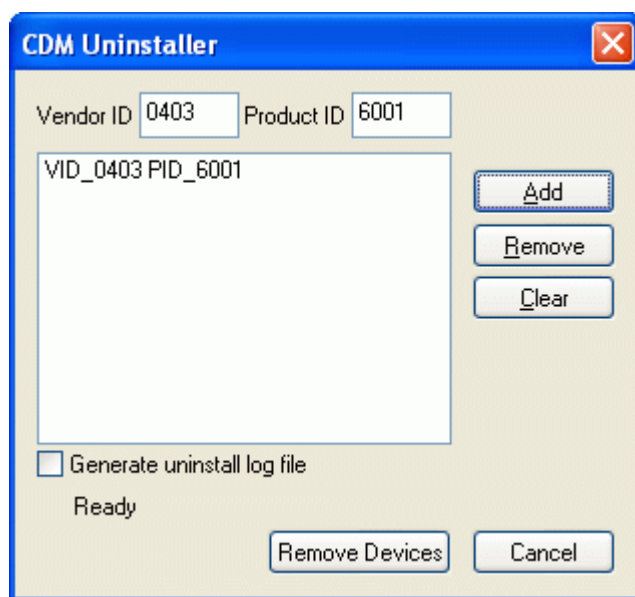 CDM Uninstaller
Vendor ID 0403 Product ID 6001
VID_0403 PID_6001
Add
Remove
Clear
Generate uninstall log file
Ready
Remove Devices Cancel